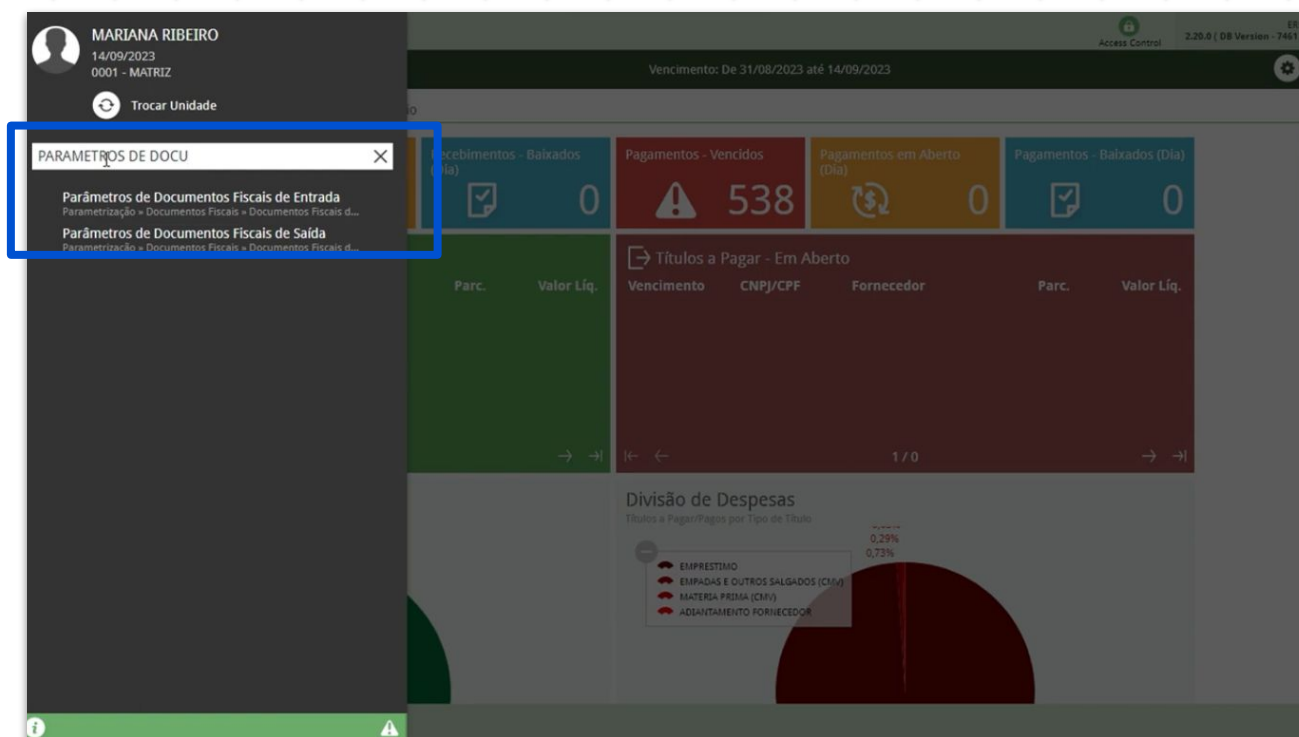 MARIANA RIBEIRO
14/09/2023
0001 - MATRIZ
Trocar Unidade
PARAMETROS DE DOCU
Parâmetros de Documentos Fiscais de Entrada
Parametrização » Documentos Fiscais » Documentos Fiscais d...
Parâmetros de Documentos Fiscais de Saída
Parametrização » Documentos Fiscais » Documentos Fiscais d...
Access Control
ER
2.20.0 ( DB Version - 7461
Vencimento: De 31/08/2023 até 14/09/2023
io
Recebimentos - Baixados
(Dia)
0
Pagamentos - Vencidos
538
Pagamentos em Aberto
(Dia)
0
Pagamentos - Baixados (Dia)
0
Parc. Valor Líq.
Títulos a Pagar - Em Aberto
Vencimento CNPJ/CPF Fornecedor Parc. Valor Líq.
1 / 0
Divisão de Despesas
Títulos a Pagar/Pagos por Tipo de Título
0,29%
0,73%
EMPRESTIMO
EMPADAS E OUTROS SALGADOS (CMV)
MATERIA PRIMA (CMV)
ADIANTAMENTO FORNECEDOR